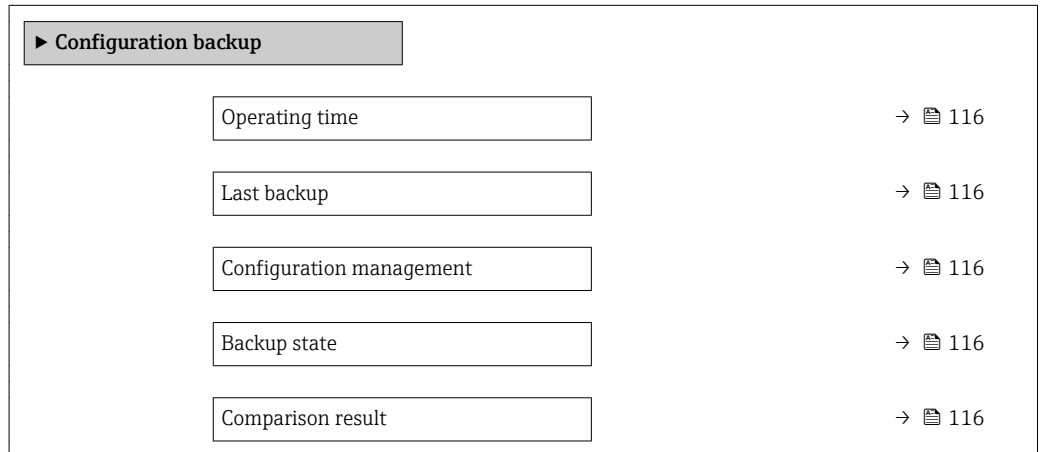 ▶ Configuration backup
Operating time → 116
Last backup → 116
Configuration management → 116
Backup state → 116
Comparison result → 116